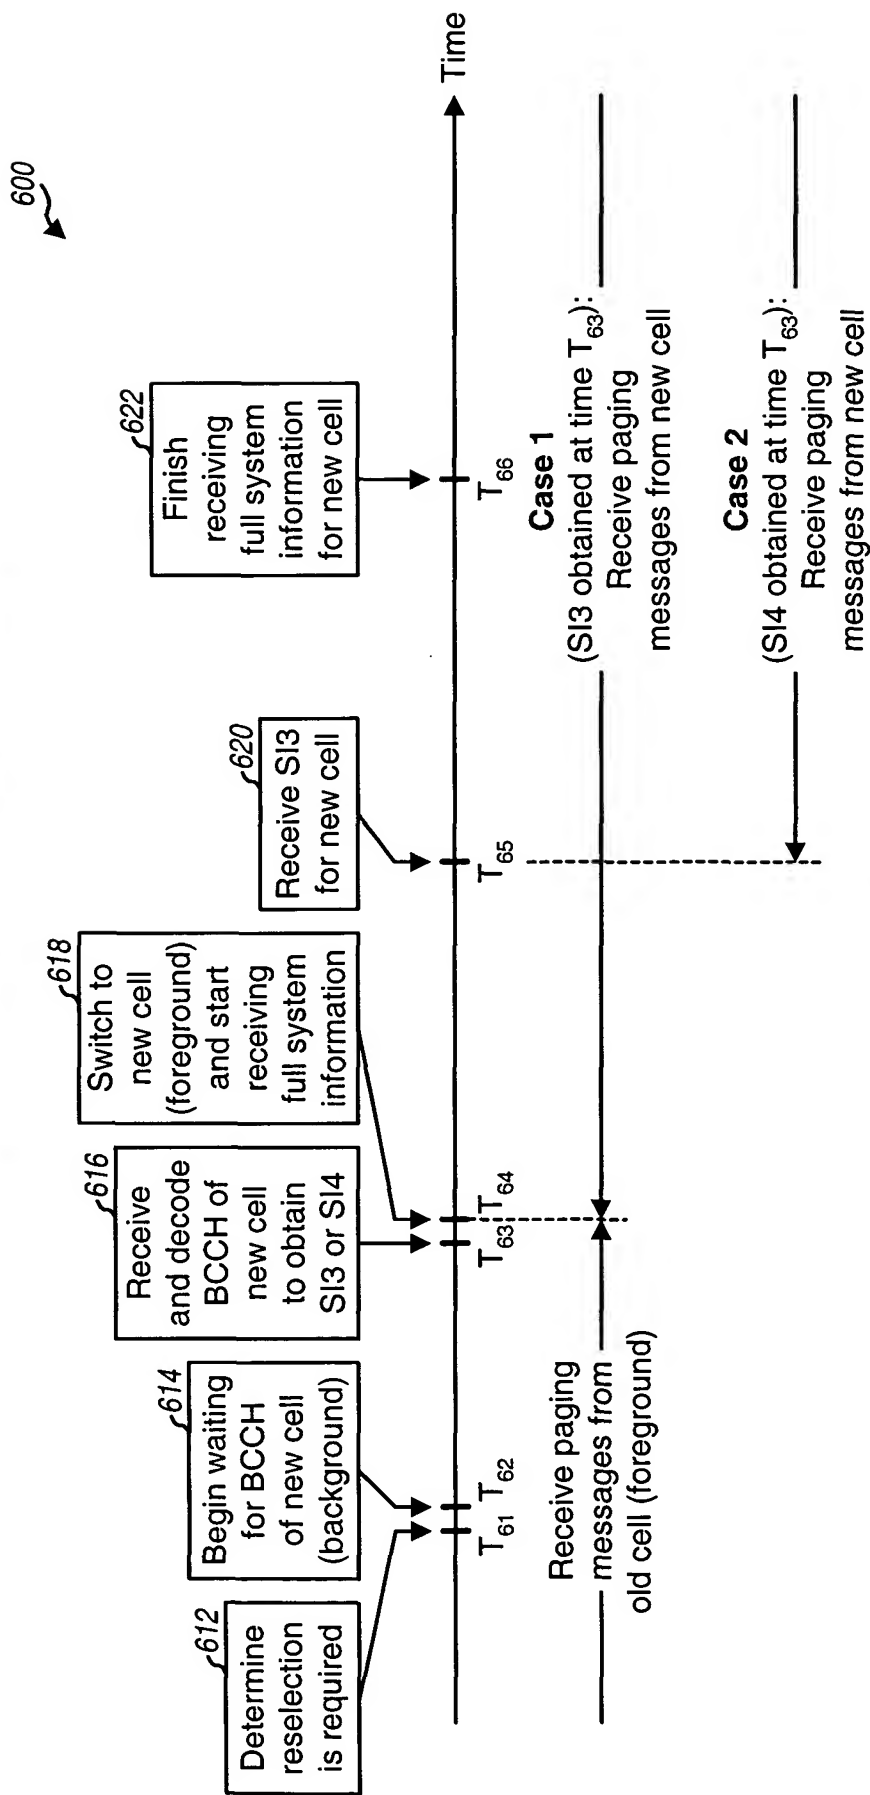 600
612
Determine
reselection
is required
614
Begin waiting
for BCCH
of new cell
(background)
616
Receive
and decode
BCCH of
new cell
to obtain
SI3 or SI4
618
Switch to
new cell
(foreground)
and start
receiving
full system
information
620
Receive SI3
for new cell
622
Finish
receiving
full system
information
for new cell
Time
T61
T62
T63
T64
T65
T66
Receive paging
messages from
old cell (foreground)
Case 1
(SI3 obtained at time T63):
Receive paging
messages from new cell
Case 2
(SI4 obtained at time T63):
Receive paging
messages from new cell